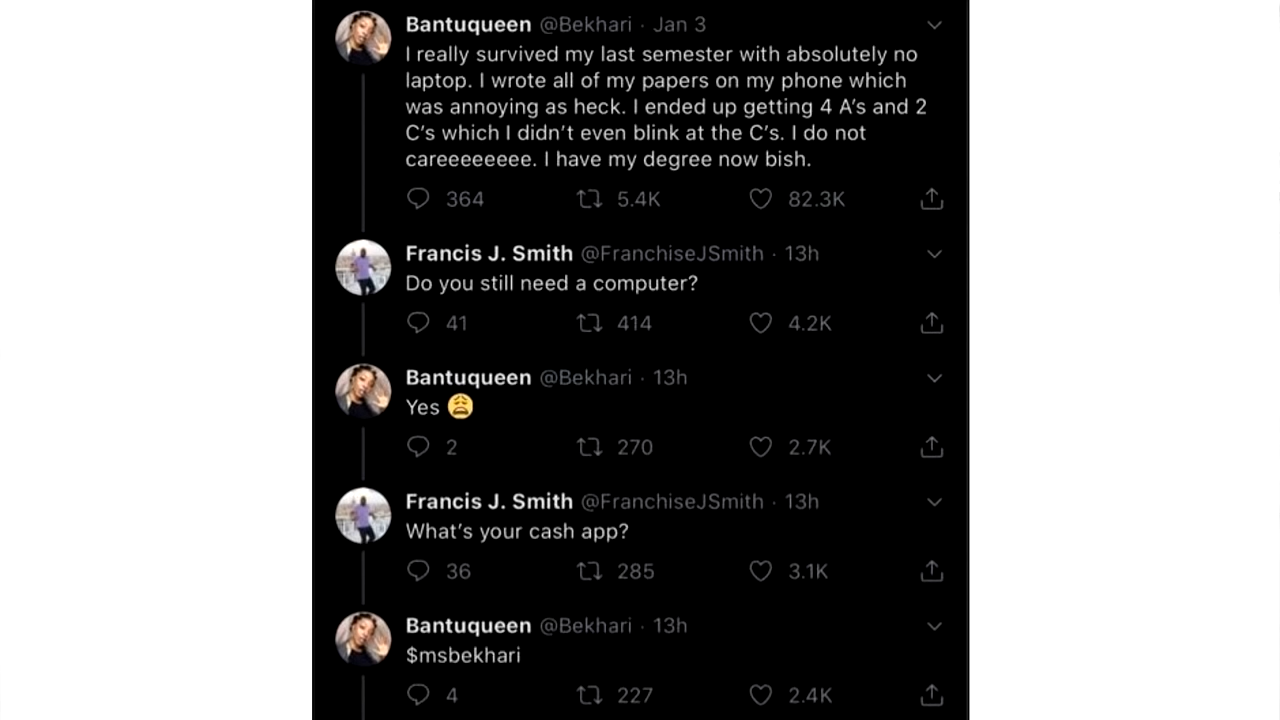 Bantuqueen @Bekhari · Jan 3
I really survived my last semester with absolutely no
laptop. I wrote all of my papers on my phone which
was annoying as heck. I ended up getting 4 A’s and 2
C’s which I didn’t even blink at the C’s. I do not
careeeeeeee. I have my degree now bish.
364 5.4K 82.3K
Francis J. Smith @FranchiseJSmith · 13h
Do you still need a computer?
41 414 4.2K
Bantuqueen @Bekhari · 13h
Yes 😩
2 270 2.7K
Francis J. Smith @FranchiseJSmith · 13h
What’s your cash app?
36 285 3.1K
Bantuqueen @Bekhari · 13h
$msbekhari
4 227 2.4K